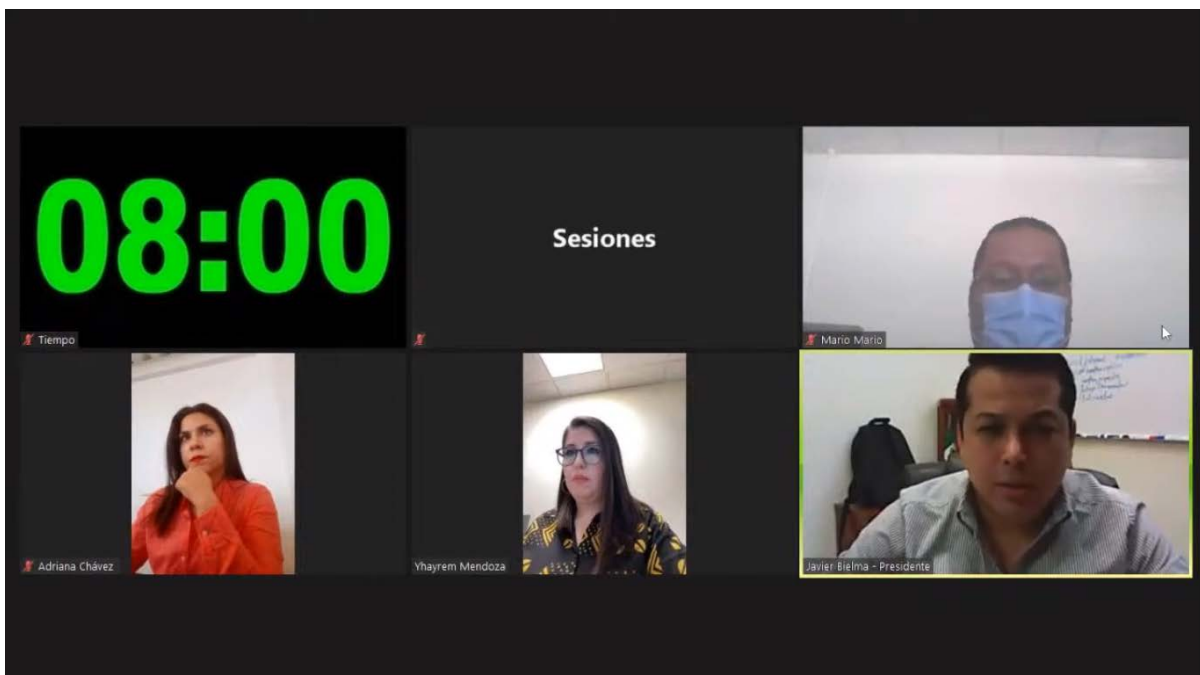 08:00
Tiempo
Sesiones
Mario Mario
Adriana Chávez
Yhayrem Mendoza
Javier Bielma - Presidente